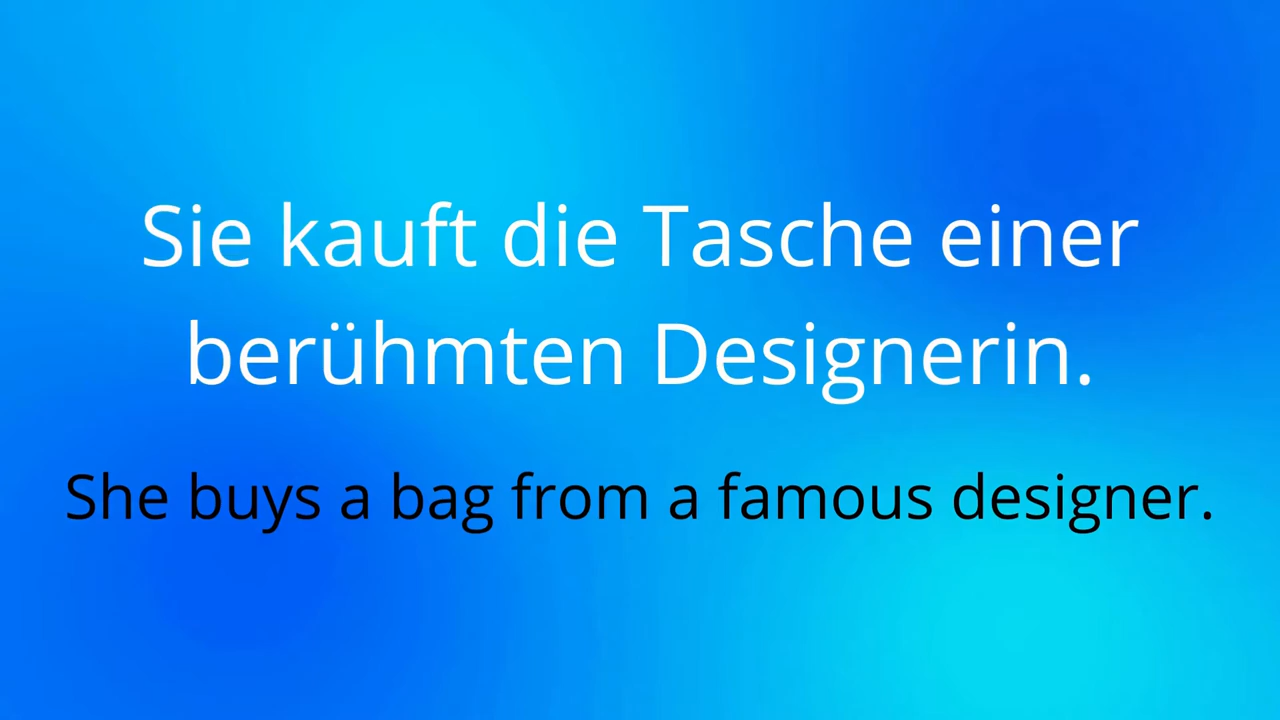 Sie kauft die Tasche einer
berühmten Designerin.
She buys a bag from a famous designer.